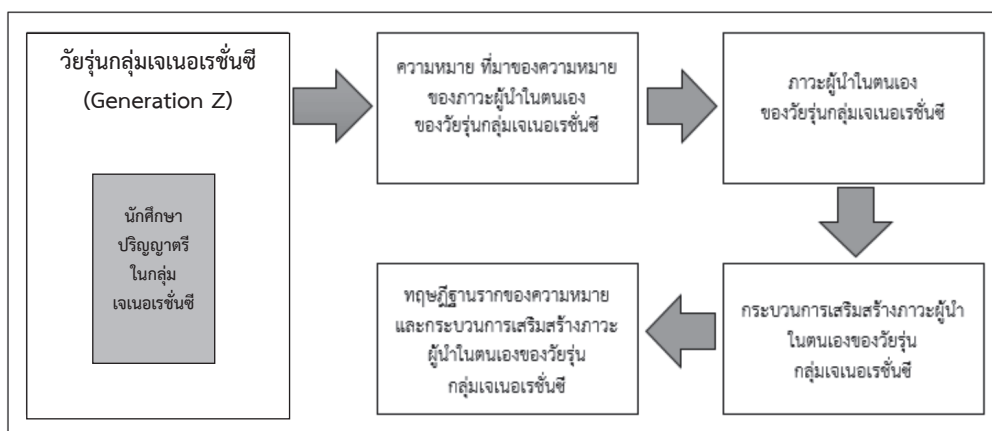 วัยรุ่นกลุ่มเจเนอเรชั่นซี
(Generation Z)
นักศึกษา
ปริญญาตรี
ในกลุ่ม
เจเนอเรชั่นซี
ความหมาย ที่มาของความหมาย
ของภาวะผู้นำในตนเอง
ของวัยรุ่นกลุ่มเจเนอเรชั่นซี
ภาวะผู้นำในตนเอง
ของวัยรุ่นกลุ่มเจเนอเรชั่นซี
กระบวนการเสริมสร้างภาวะผู้นำ
ในตนเองของวัยรุ่น
กลุ่มเจเนอเรชั่นซี
ทฤษฎีฐานรากของความหมาย
และกระบวนการเสริมสร้างภาวะ
ผู้นำในตนเองของวัยรุ่น
กลุ่มเจเนอเรชั่นซี